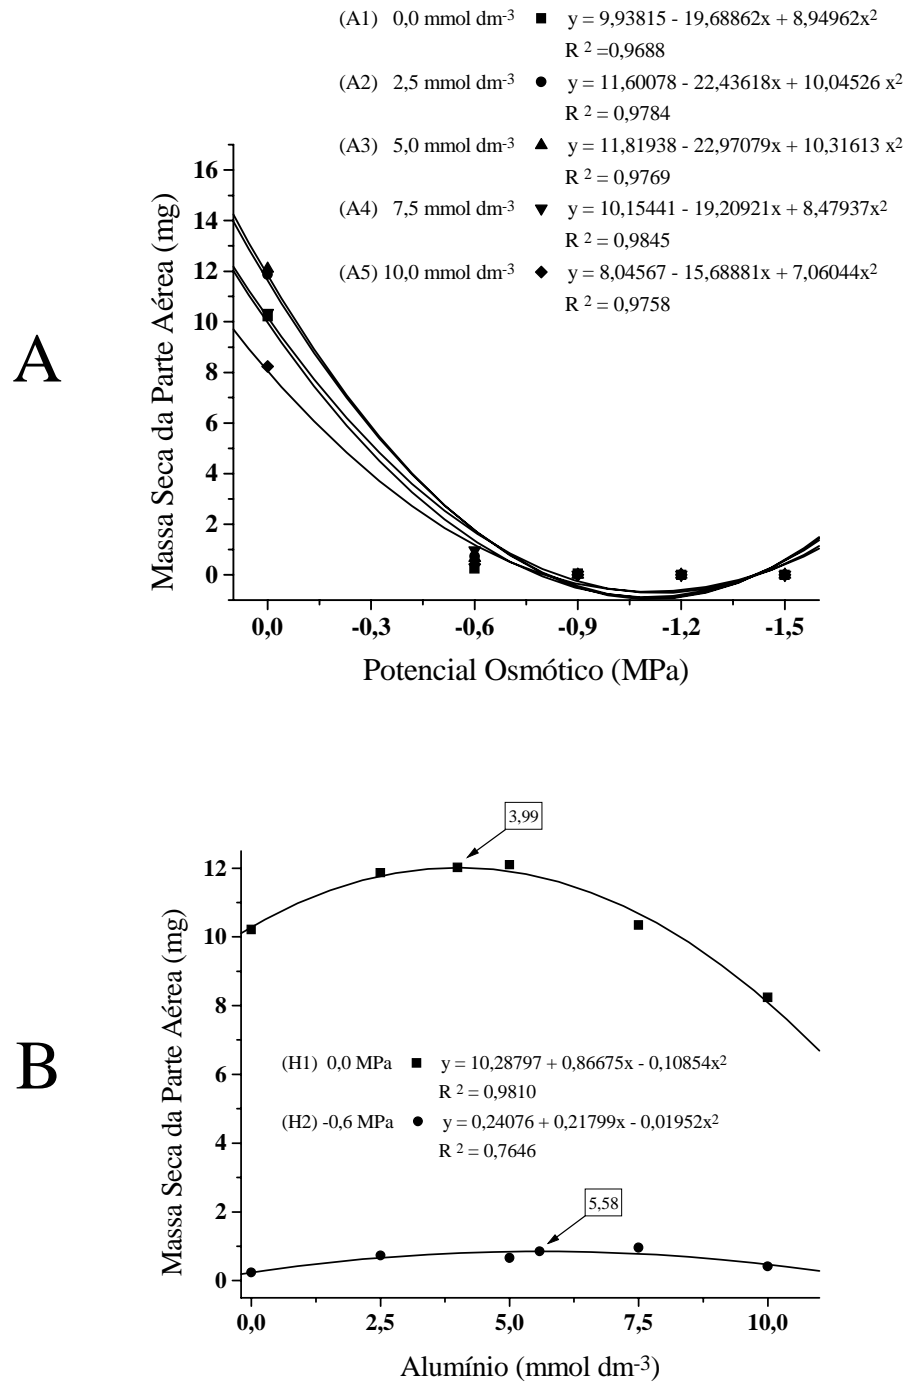 (A1) 0,0 mmol dm-3 ■ y = 9,93815 - 19,68862x + 8,94962x2
R 2 =0,9688
(A2) 2,5 mmol dm-3 ● y = 11,60078 - 22,43618x + 10,04526 x2
R 2 = 0,9784
(A3) 5,0 mmol dm-3 ▲ y = 11,81938 - 22,97079x + 10,31613 x2
R 2 = 0,9769
(A4) 7,5 mmol dm-3 ▼ y = 10,15441 - 19,20921x + 8,47937x2
R 2 = 0,9845
(A5) 10,0 mmol dm-3 ◆ y = 8,04567 - 15,68881x + 7,06044x2
R 2 = 0,9758
A
Massa Seca da Parte Aérea (mg)
16
14
12
10
8
6
4
2
0
0,0 -0,3 -0,6 -0,9 -1,2 -1,5
Potencial Osmótico (MPa)
B
Massa Seca da Parte Aérea (mg)
12
10
8
6
4
2
0
3,99
(H1) 0,0 MPa ■ y = 10,28797 + 0,86675x - 0,10854x2
R 2 = 0,9810
(H2) -0,6 MPa ● y = 0,24076 + 0,21799x - 0,01952x2
R 2 = 0,7646
5,58
0,0 2,5 5,0 7,5 10,0
Alumínio (mmol dm-3)